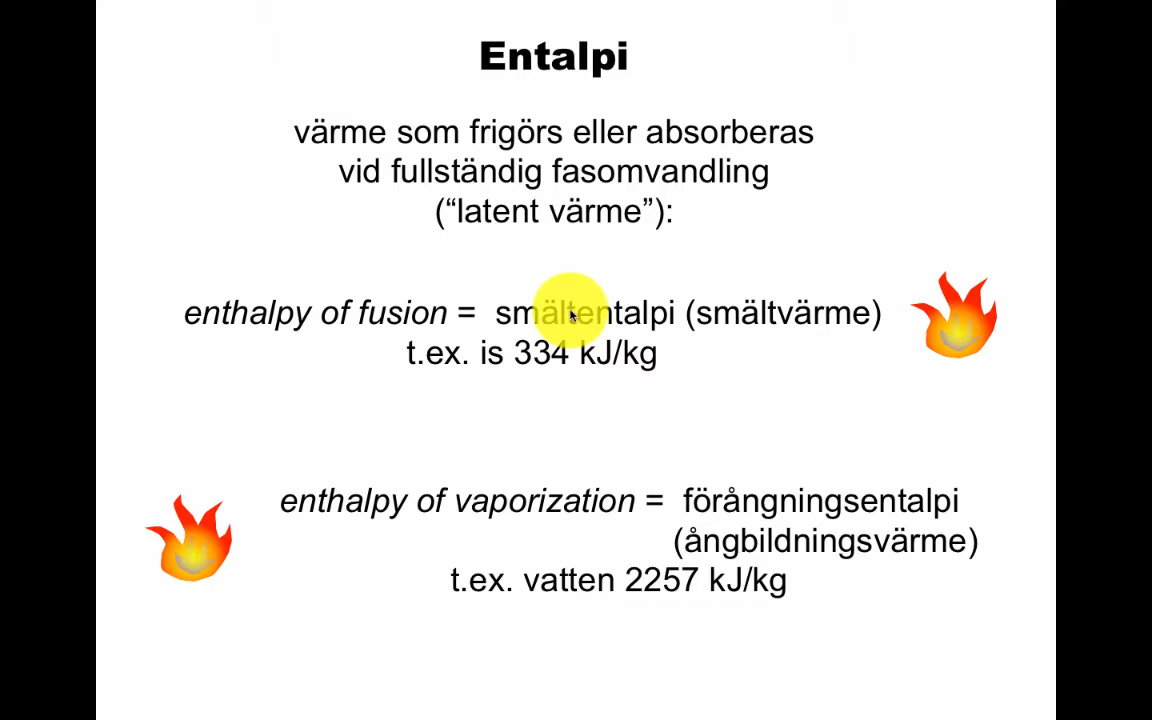 Entalpi
värme som frigörs eller absorberas
vid fullständig fasomvandling
(“latent värme”):
enthalpy of fusion = smältentalpi (smältvärme)
t.ex. is 334 kJ/kg
enthalpy of vaporization = förångningsentalpi
(ångbildningsvärme)
t.ex. vatten 2257 kJ/kg